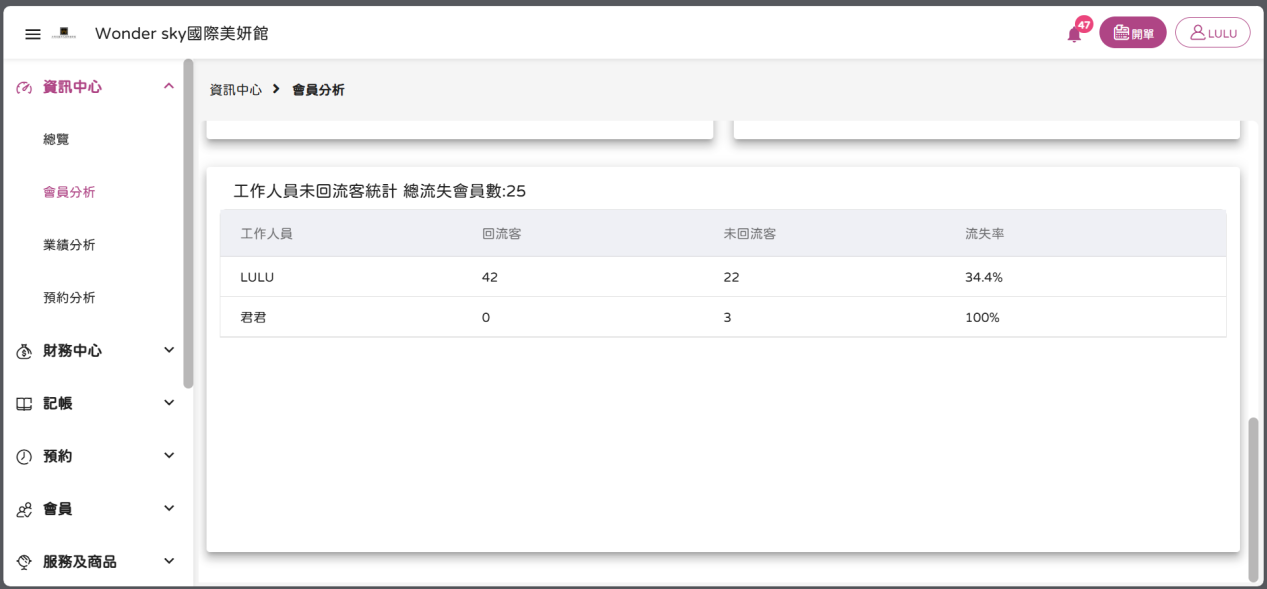 Wonder sky國際美妍館
47
開單
LULU
資訊中心
總覽
會員分析
業績分析
預約分析
財務中心
記帳
預約
會員
服務及商品
資訊中心 > 會員分析
工作人員未回流客統計 總流失會員數:25
工作人員 回流客 未回流客 流失率
LULU 42 22 34.4%
君君 0 3 100%